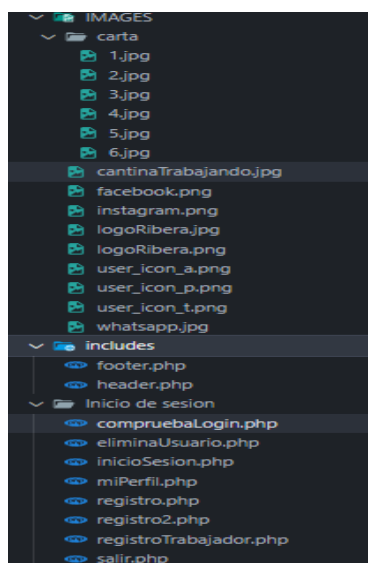 IMAGES
carta
1.jpg
2.jpg
3.jpg
4.jpg
5.jpg
6.jpg
cantinaTrabajando.jpg
facebook.png
instagram.png
logoRibera.jpg
logoRibera.png
user_icon_a.png
user_icon_p.png
user_icon_t.png
whatsapp.jpg
includes
footer.php
header.php
Inicio de sesion
compruebaLogin.php
eliminaUsuario.php
inicioSesion.php
miPerfil.php
registro.php
registro2.php
registroTrabajador.php
salir.php